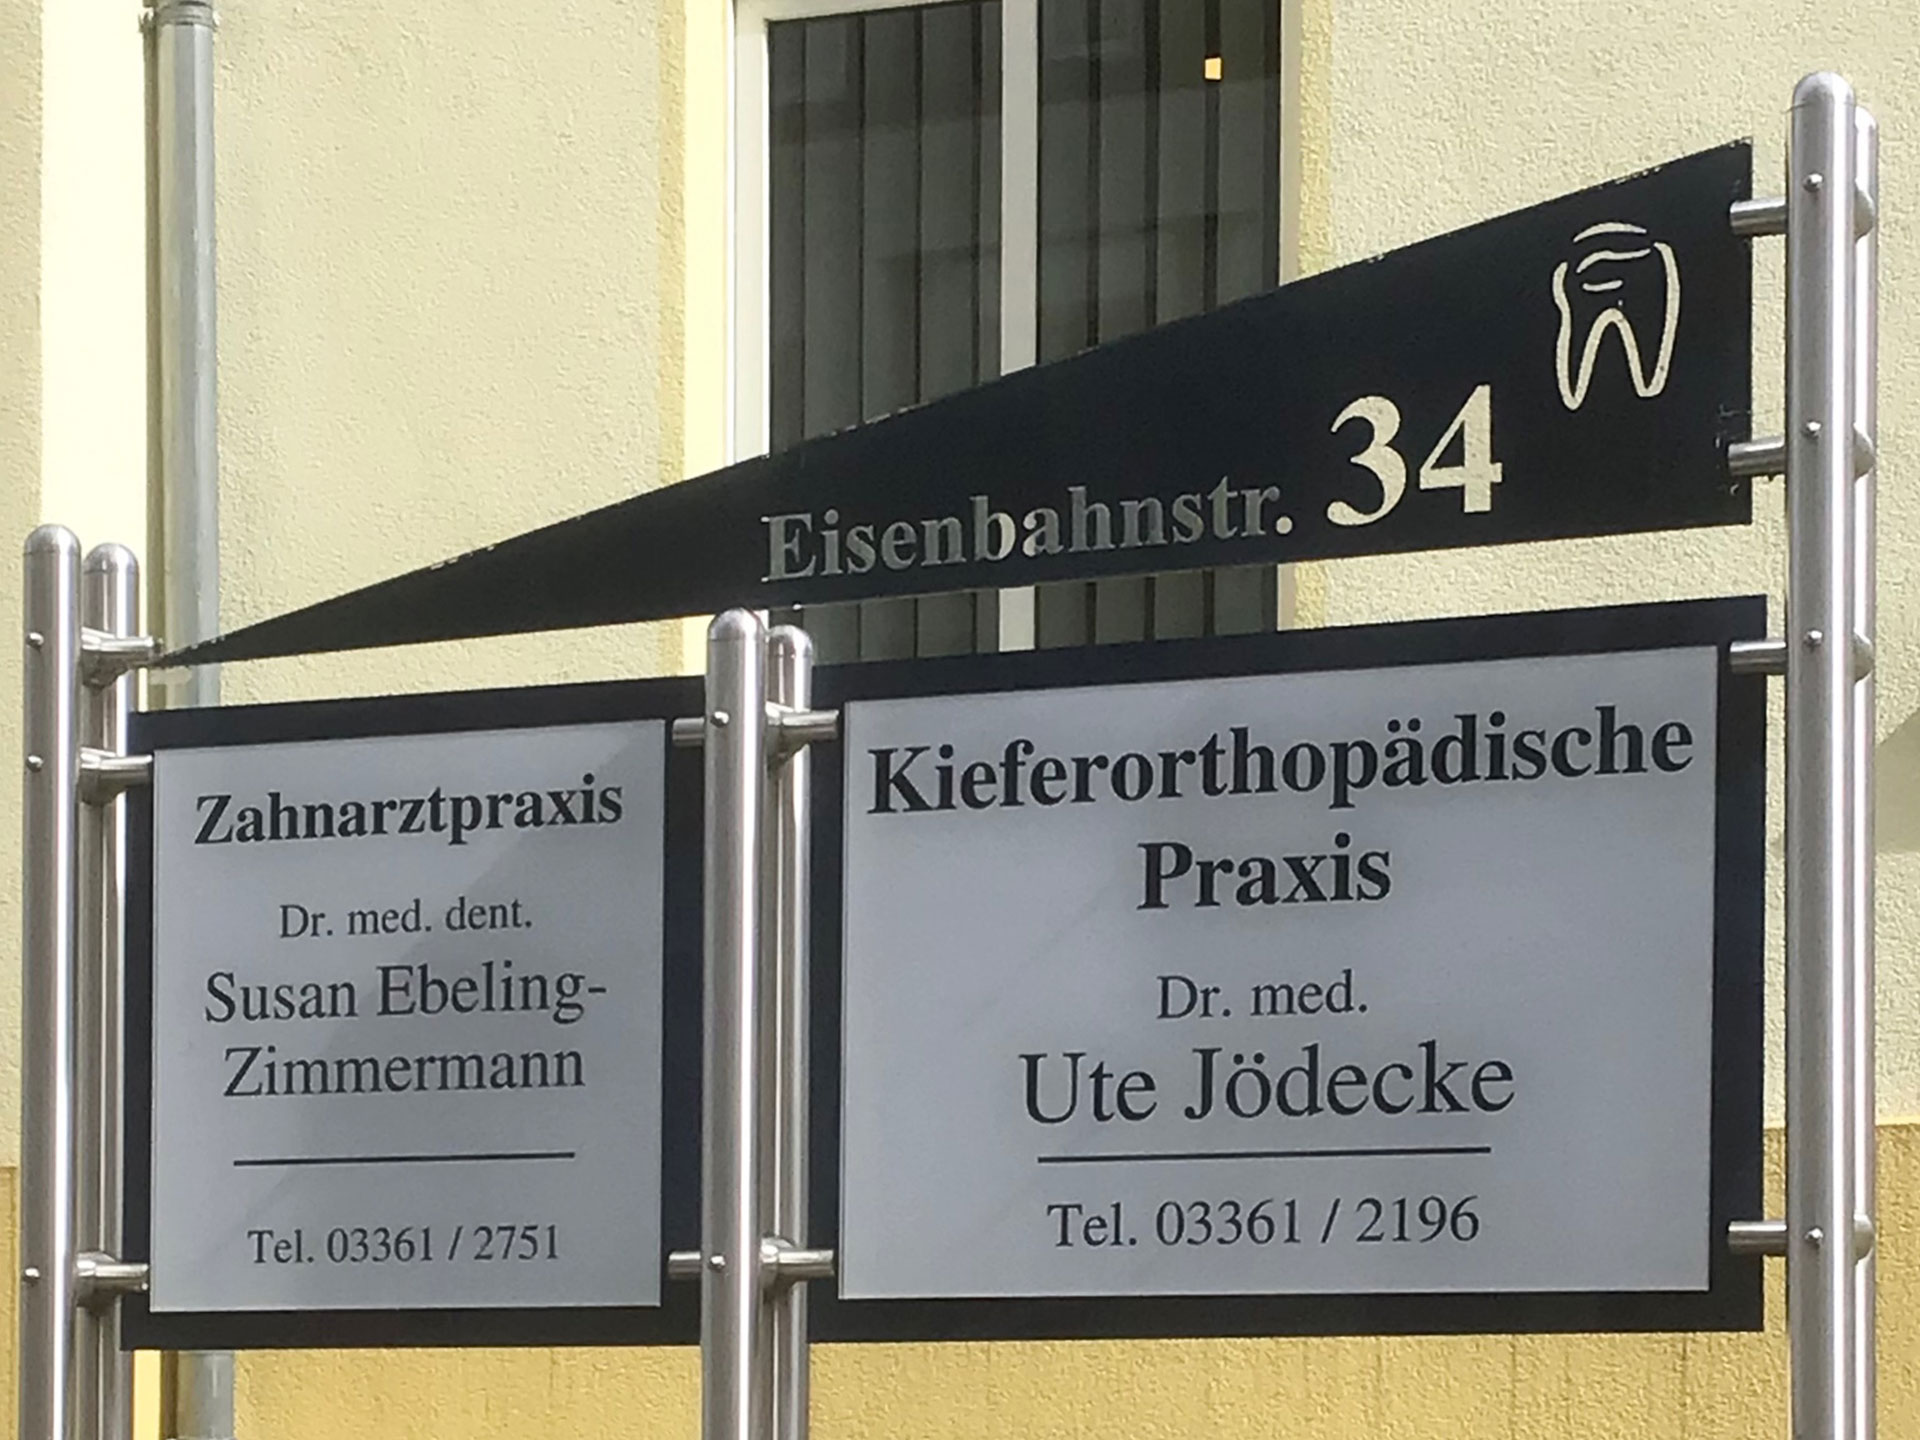 Eisenbahnstr. 34
Zahnarztpraxis
Dr. med. dent.
Susan Ebeling-
Zimmermann
Tel. 03361 / 2751
Kieferorthopädische
Praxis
Dr. med.
Ute Jödecke
Tel. 03361 / 2196